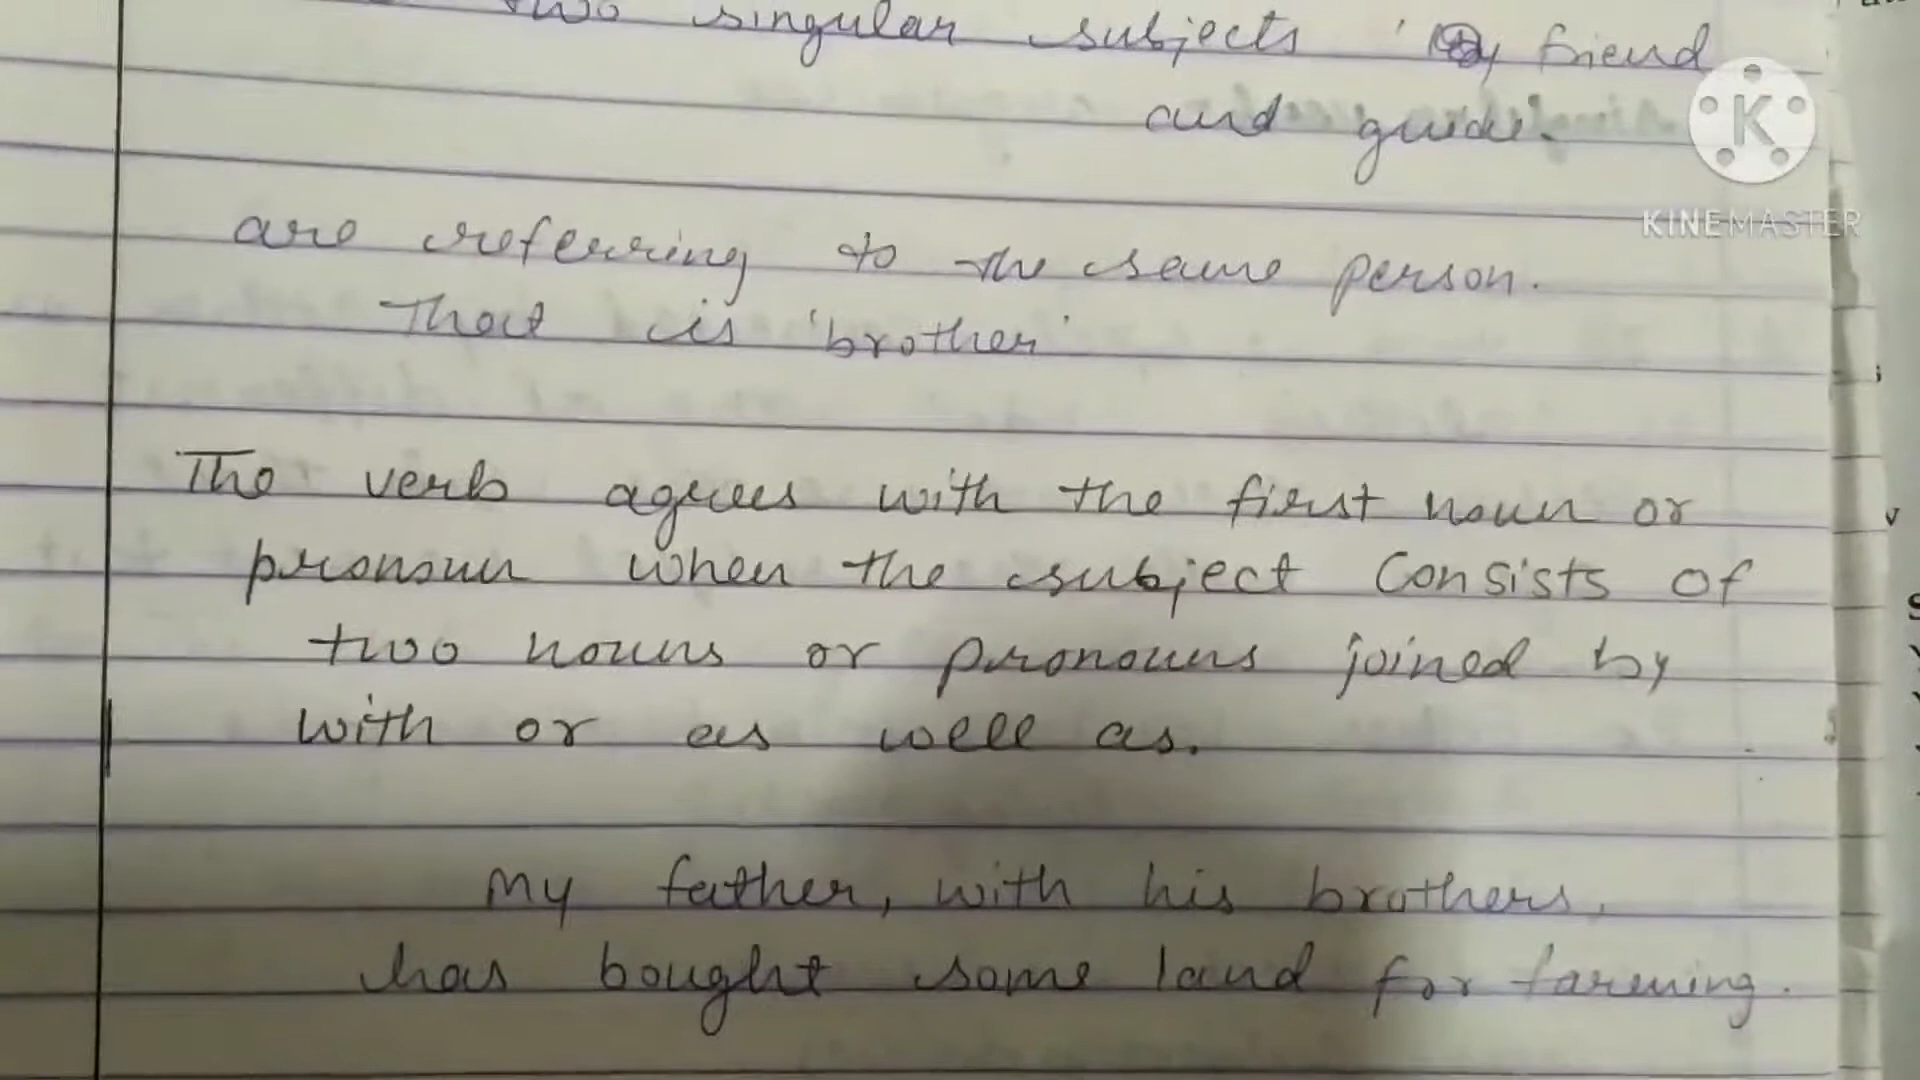 two singular subjects ' friend
and guide'.
are referring to the same person.
That is 'brother'
The verb agrees with the first noun or
pronoun when the subject consists of
two nouns or pronouns joined by
with or as well as.
My father, with his brothers,
has bought some land for farming.
K
KINEMASTER